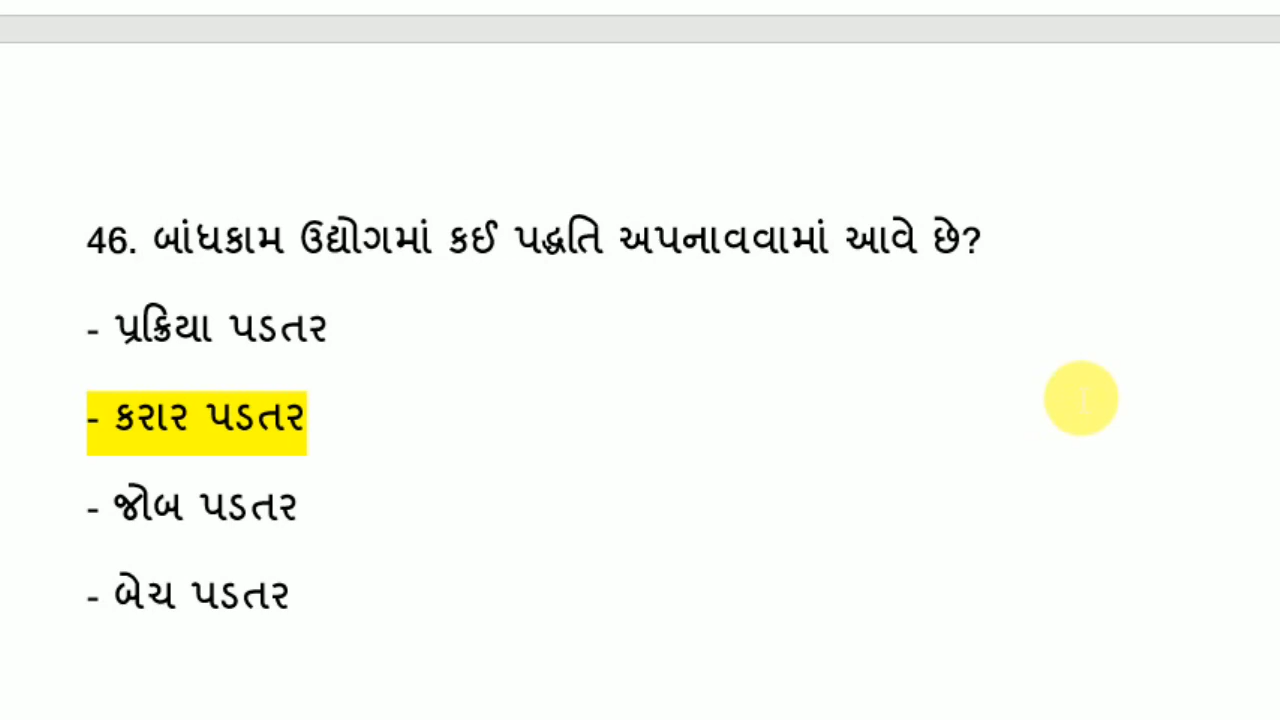 46. બાંધકામ ઉદ્યોગમાં કઈ પદ્ધતિ અપનાવવામાં આવે છે?
- પ્રક્રિયા પડતર
- કરાર પડતર
- જોબ પડતર
- બેચ પડતર